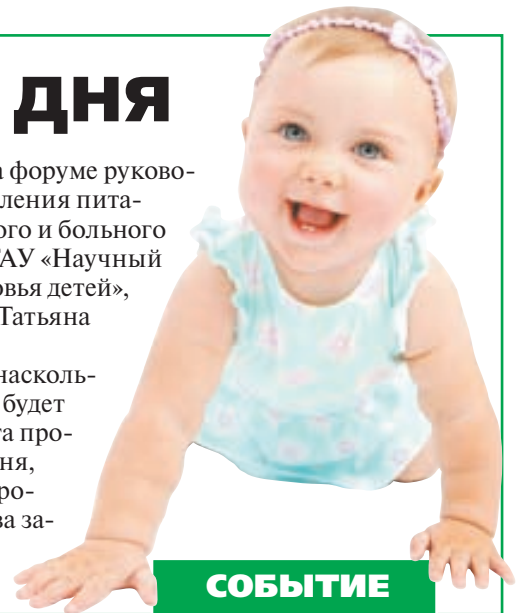 ДНЯ
а форуме руково-
ления пита-
ого и больного
АУ «Научный
овья детей»,
Татьяна
насколь-
будет
та про-
ня,
ро-
ва за-
СОБЫТИЕ